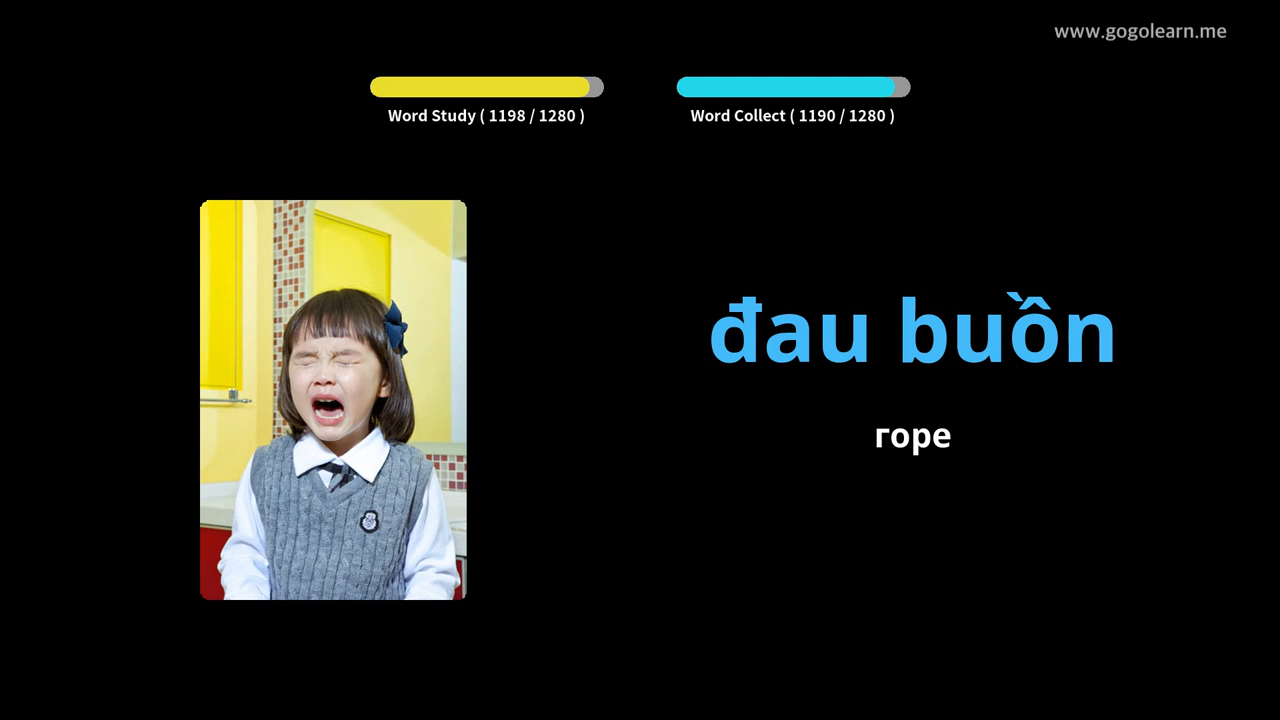 www.gogolearn.me
Word Study ( 1198 / 1280 )
Word Collect ( 1190 / 1280 )
đau buồn
горе